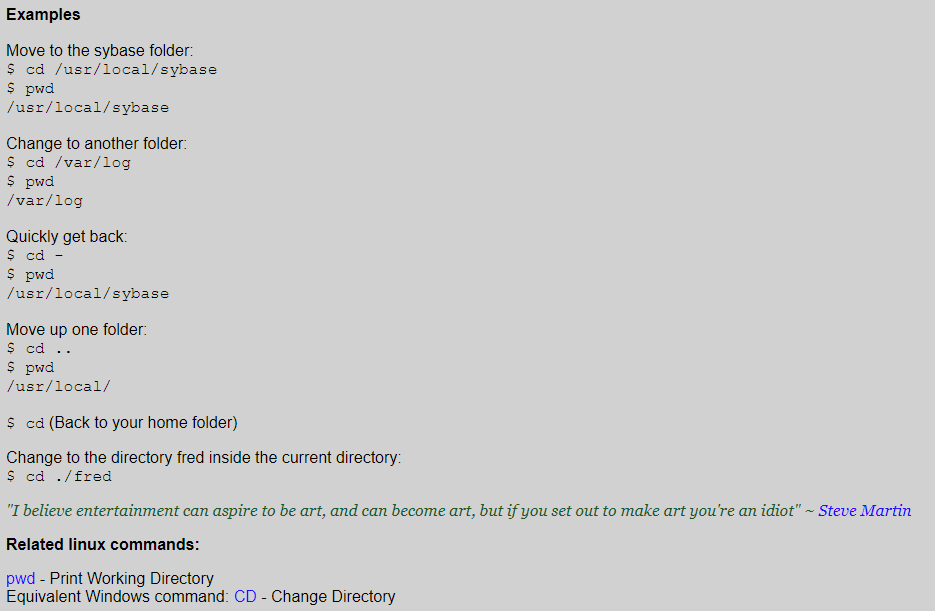 Examples
Move to the sybase folder:
$ cd /usr/local/sybase
$ pwd
/usr/local/sybase
Change to another folder:
$ cd /var/log
$ pwd
/var/log
Quickly get back:
$ cd -
$ pwd
/usr/local/sybase
Move up one folder:
$ cd ..
$ pwd
/usr/local/
$ cd (Back to your home folder)
Change to the directory fred inside the current directory:
$ cd ./fred
"I believe entertainment can aspire to be art, and can become art, but if you set out to make art you're an idiot" ~ Steve Martin
Related linux commands:
pwd - Print Working Directory
Equivalent Windows command: CD - Change Directory